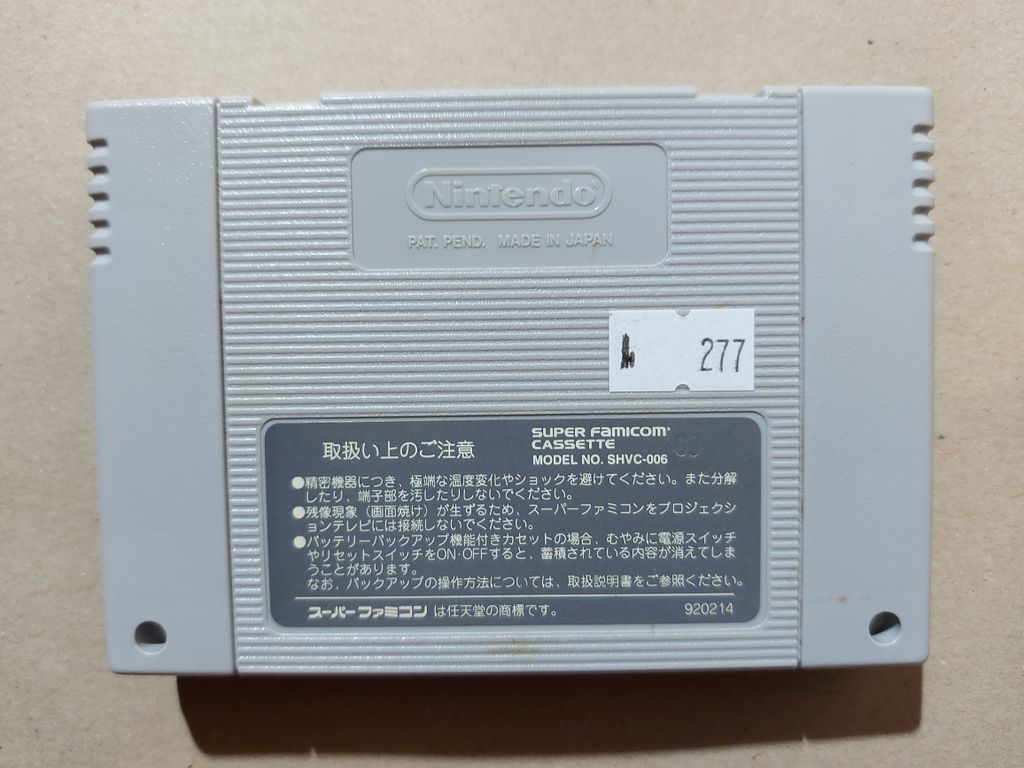 Nintendo®
PAT. PEND. MADE IN JAPAN
277
取扱い上のご注意
SUPER FAMICOM®
CASSETTE
MODEL NO. SHVC-006
●精密機器につき、極端な温度変化やショックを避けてください。また分解
したり、端子部を汚したりしないでください。
●残像現象（画面焼け）が生ずるため、スーパーファミコンをプロジェクシ
ョンテレビには接続しないでください。
●バッテリーバックアップ機能付きカセットの場合、むやみに電源スイッチ
やリセットスイッチをON·OFFすると、蓄積されている内容が消えてしま
うことがあります。
なお、バックアップの操作方法については、取扱説明書をご参照ください。
スーパーファミコン は任天堂の商標です。
920214